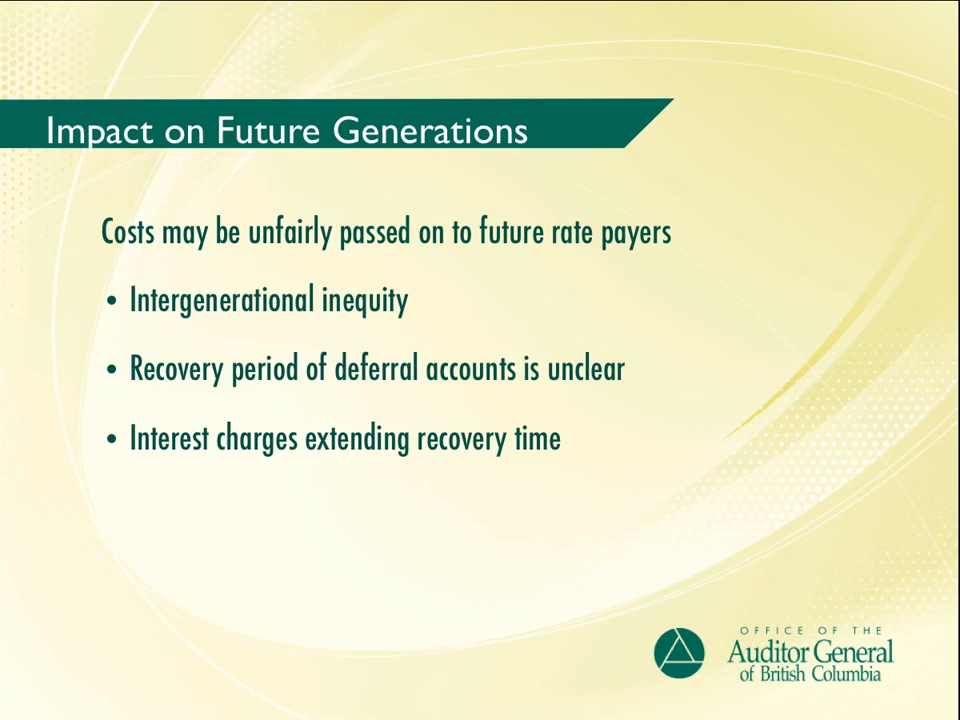 Impact on Future Generations
Costs may be unfairly passed on to future rate payers
• Intergenerational inequity
• Recovery period of deferral accounts is unclear
• Interest charges extending recovery time
OFFICE OF THE
Auditor General
of British Columbia